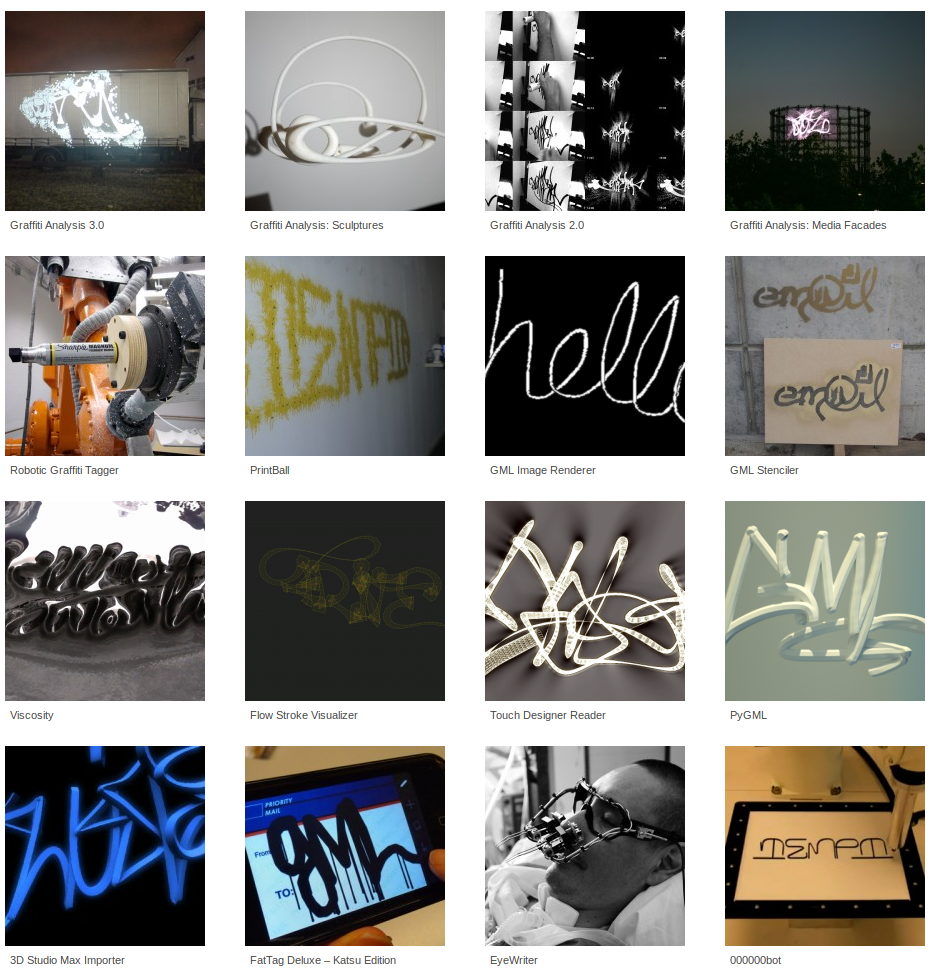 Graffiti Analysis 3.0
Graffiti Analysis: Sculptures
Graffiti Analysis 2.0
Graffiti Analysis: Media Facades
Sharpie MAGNUM
TEMPT
hello
Robotic Graffiti Tagger
PrintBall
GML Image Renderer
GML Stenciler
GML
Viscosity
Flow Stroke Visualizer
Touch Designer Reader
PyGML
PRIORITY
MAIL
From
TO:
GML
TEMPT
3D Studio Max Importer
FatTag Deluxe – Katsu Edition
EyeWriter
000000bot